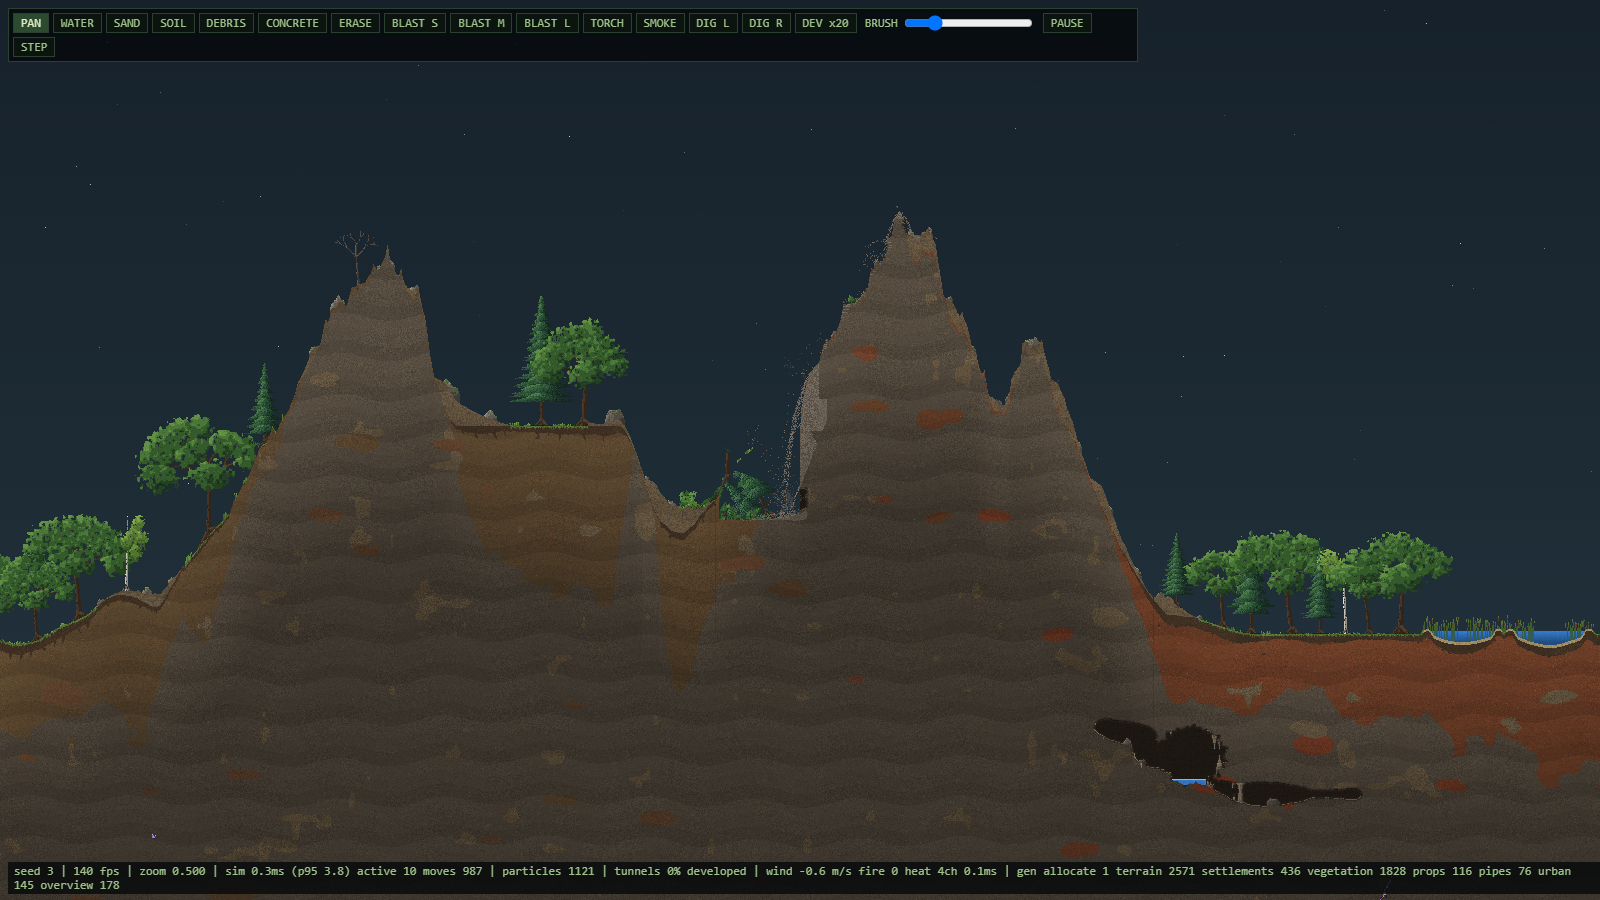 PAN WATER SAND SOIL DEBRIS CONCRETE ERASE BLAST S BLAST M BLAST L TORCH SMOKE DIG L DIG R DEV x20 BRUSH PAUSE
STEP
seed 3 | 140 fps | zoom 0.500 | sim 0.3ms (p95 3.8) active 10 moves 987 | particles 1121 | tunnels 0% developed | wind -0.6 m/s fire 0 heat 4ch 0.1ms | gen allocate 1 terrain 2571 settlements 436 vegetation 1828 props 116 pipes 76 urban
145 overview 178